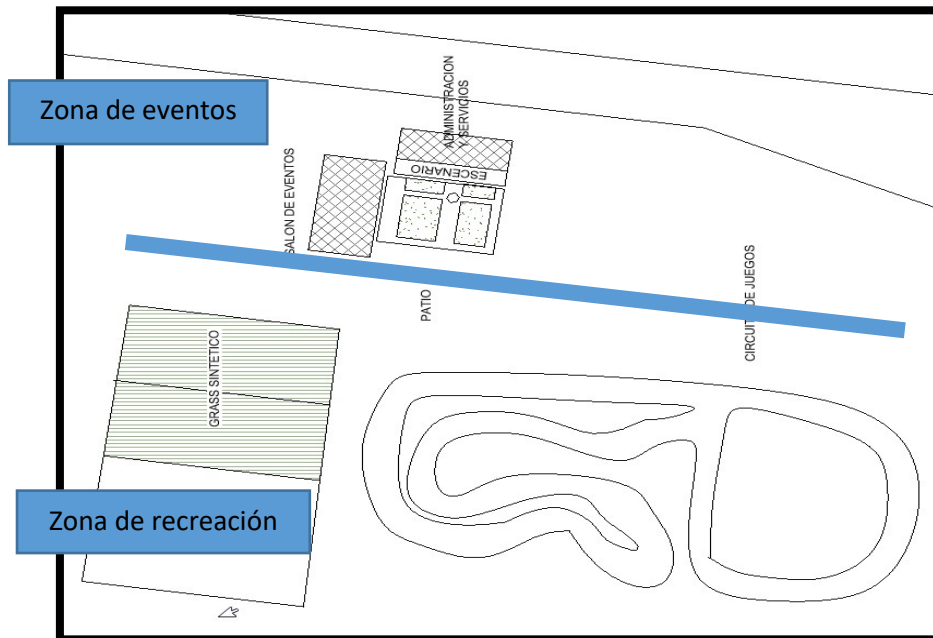 Zona de eventos
ADMINISTRACION
Y SERVICIOS
ESCENARIO
SALON DE EVENTOS
PATIO
CIRCUITO DE JUEGOS
GRASS SINTETICO
Zona de recreación